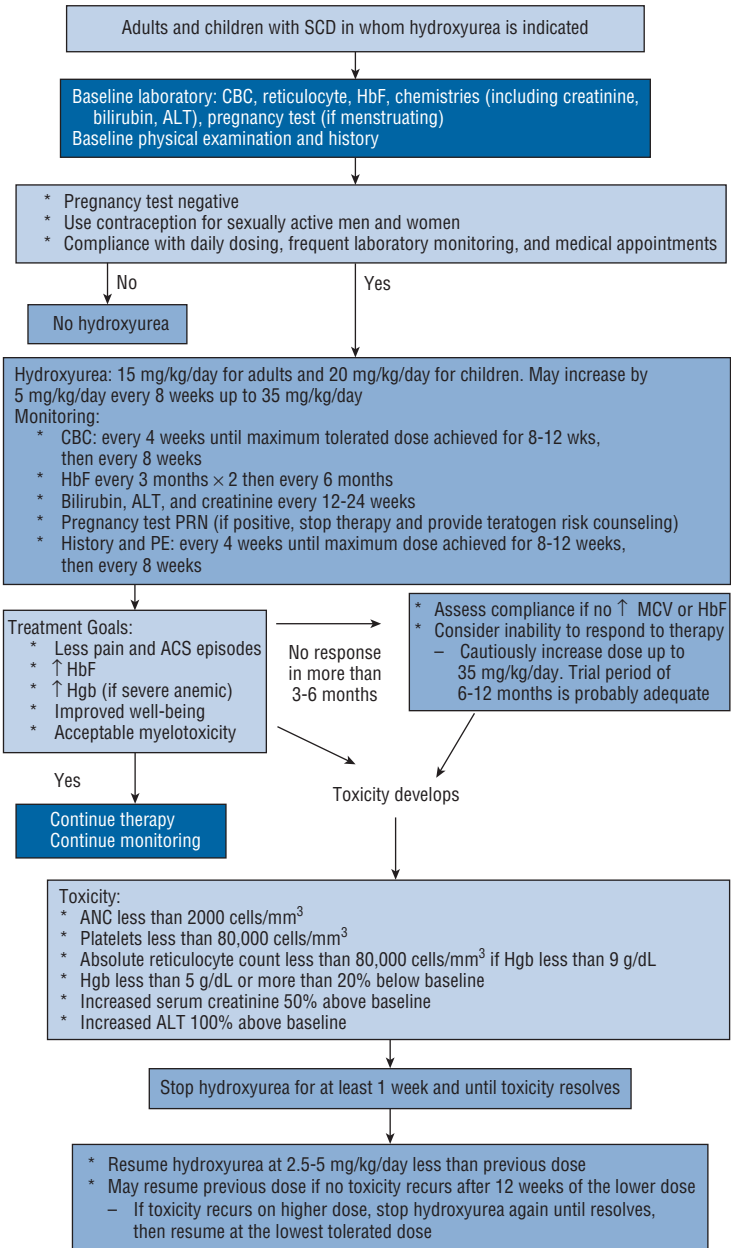 Adults and children with SCD in whom hydroxyurea is indicated
Baseline laboratory: CBC, reticulocyte, HbF, chemistries (including creatinine,
bilirubin, ALT), pregnancy test (if menstruating)
Baseline physical examination and history
* Pregnancy test negative
* Use contraception for sexually active men and women
* Compliance with daily dosing, frequent laboratory monitoring, and medical appointments
No
Yes
No hydroxyurea
Hydroxyurea: 15 mg/kg/day for adults and 20 mg/kg/day for children. May increase by
5 mg/kg/day every 8 weeks up to 35 mg/kg/day
Monitoring:
* CBC: every 4 weeks until maximum tolerated dose achieved for 8-12 wks,
then every 8 weeks
* HbF every 3 months × 2 then every 6 months
* Bilirubin, ALT, and creatinine every 12-24 weeks
* Pregnancy test PRN (if positive, stop therapy and provide teratogen risk counseling)
* History and PE: every 4 weeks until maximum dose achieved for 8-12 weeks,
then every 8 weeks
Treatment Goals:
* Less pain and ACS episodes
* ↑ HbF
* ↑ Hgb (if severe anemic)
* Improved well-being
* Acceptable myelotoxicity
No response
in more than
3-6 months
* Assess compliance if no ↑ MCV or HbF
* Consider inability to respond to therapy
– Cautiously increase dose up to
35 mg/kg/day. Trial period of
6-12 months is probably adequate
Yes
Continue therapy
Continue monitoring
Toxicity develops
Toxicity:
* ANC less than 2000 cells/mm³
* Platelets less than 80,000 cells/mm³
* Absolute reticulocyte count less than 80,000 cells/mm³ if Hgb less than 9 g/dL
* Hgb less than 5 g/dL or more than 20% below baseline
* Increased serum creatinine 50% above baseline
* Increased ALT 100% above baseline
Stop hydroxyurea for at least 1 week and until toxicity resolves
* Resume hydroxyurea at 2.5-5 mg/kg/day less than previous dose
* May resume previous dose if no toxicity recurs after 12 weeks of the lower dose
– If toxicity recurs on higher dose, stop hydroxyurea again until resolves,
then resume at the lowest tolerated dose